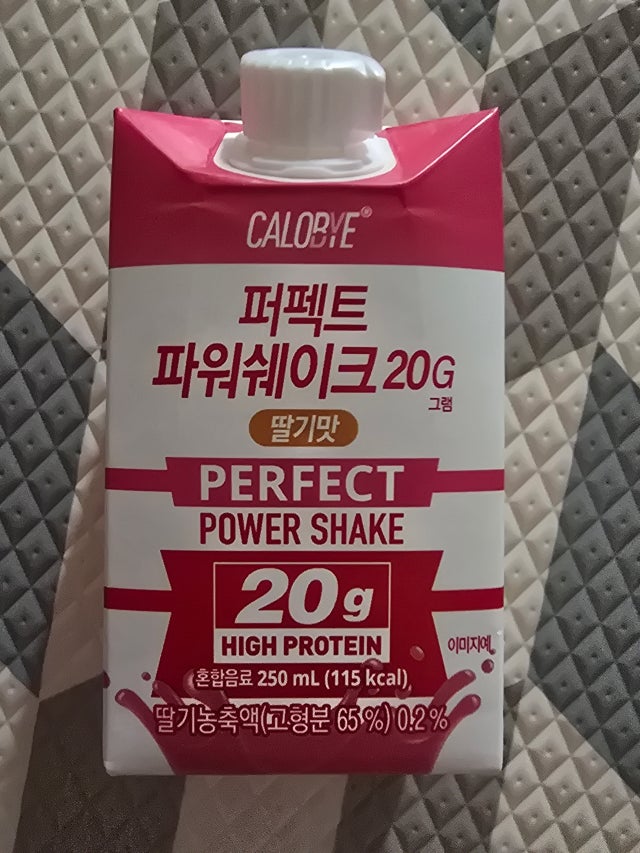 CALOBYE®
퍼펙트
파워쉐이크 20G
그램
딸기맛
PERFECT
POWER SHAKE
20g
HIGH PROTEIN
이미지예
혼합음료 250 mL (115 kcal)
딸기농축액(고형분 65%) 0.2%